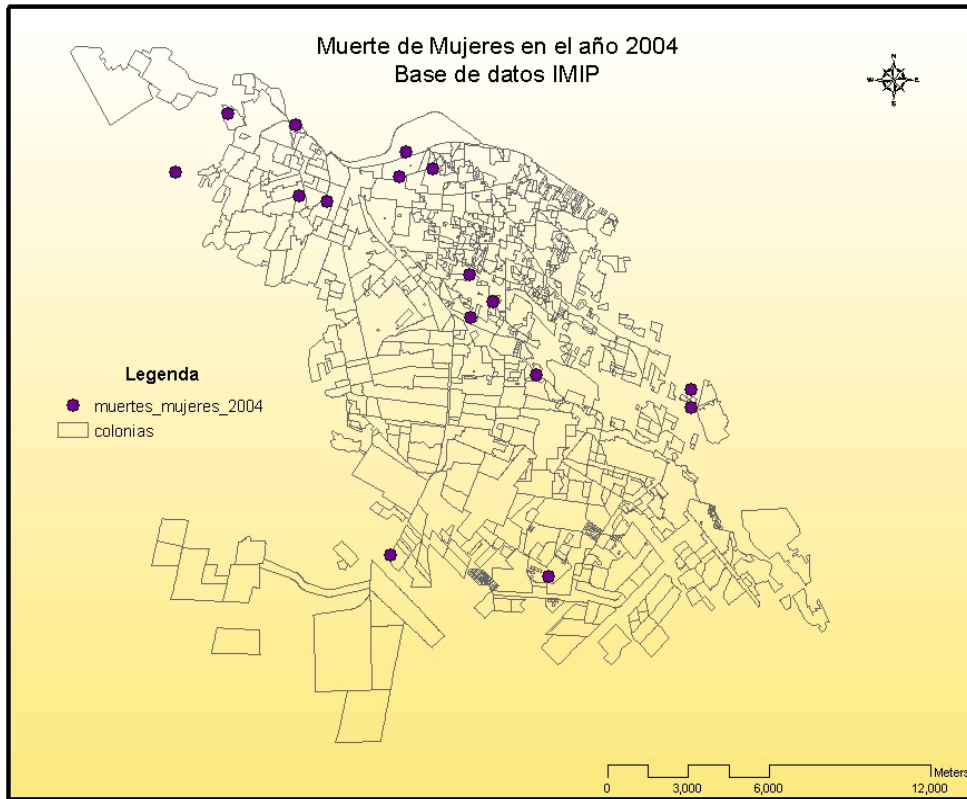 Muerte de Mujeres en el año 2004
Base de datos IMIP
N
W E
S
Legenda
muertes_mujeres_2004
colonias
Meters
0 3,000 6,000 12,000